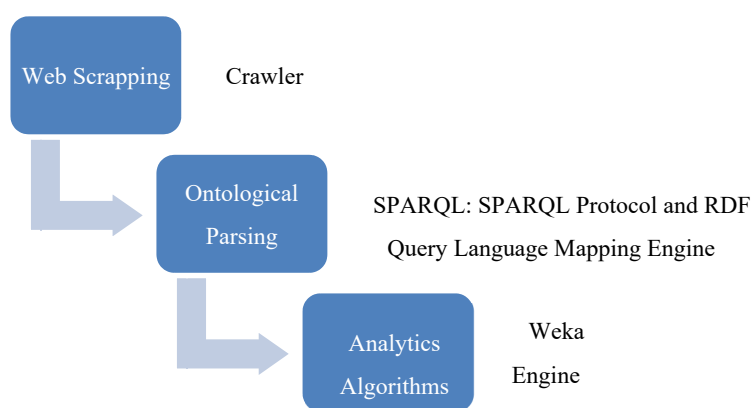 Web Scrapping
Crawler
Ontological
Parsing
SPARQL: SPARQL Protocol and RDF
Query Language Mapping Engine
Analytics
Algorithms
Weka
Engine